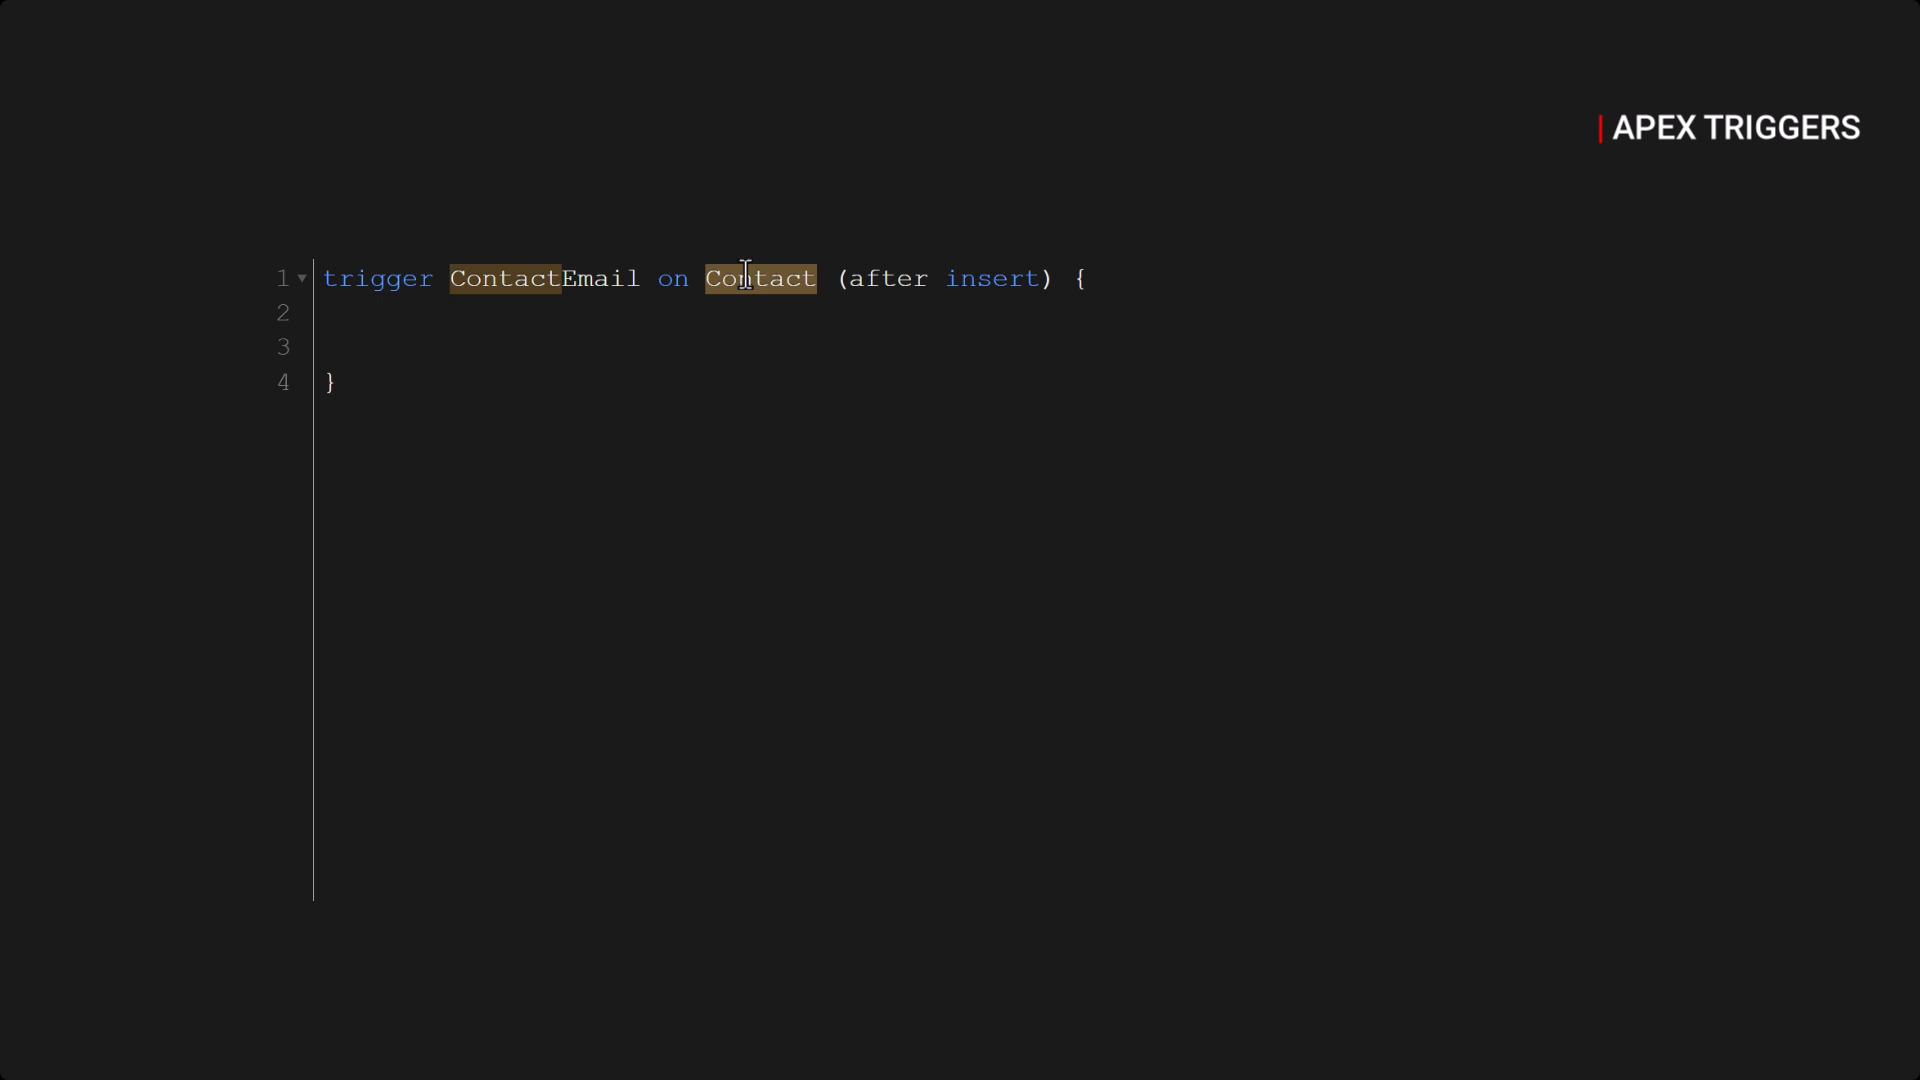 APEX TRIGGERS
1 trigger ContactEmail on Contact (after insert) {
2
3
4 }